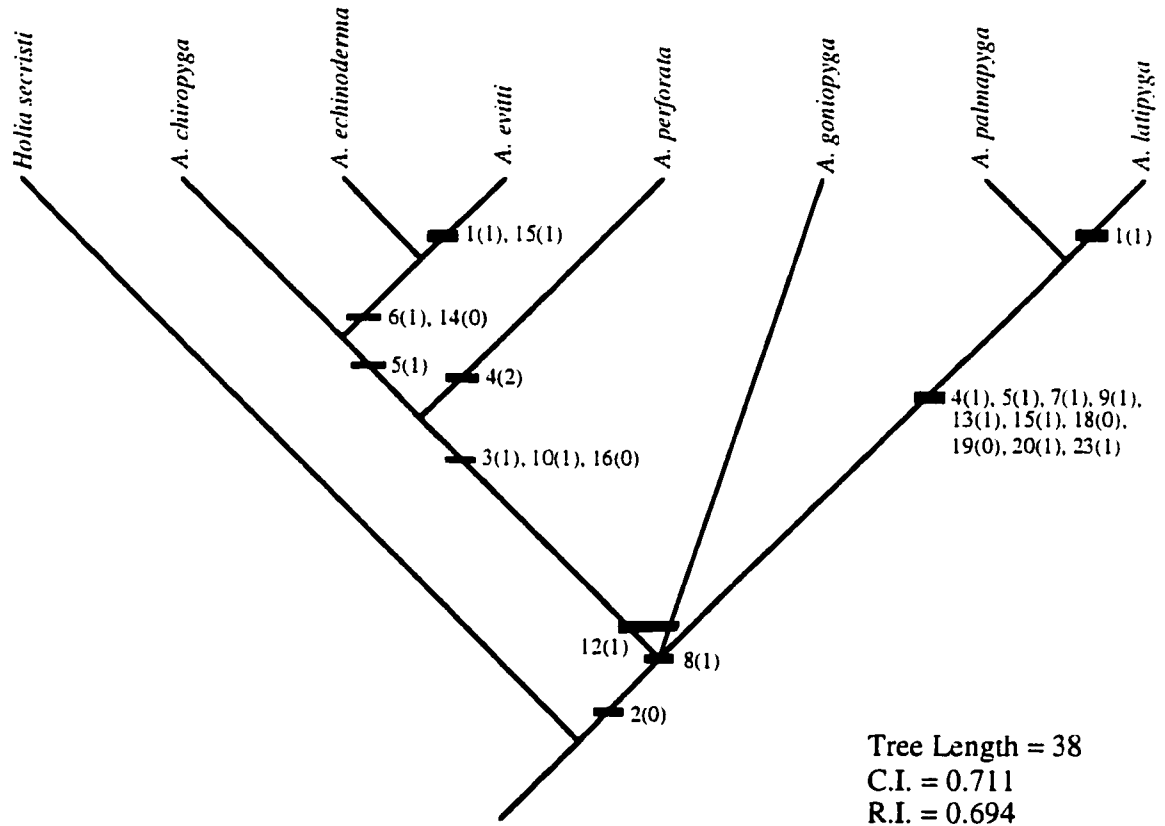 Holia secristi
A. chiropyga
A. echinoderma
A. evitti
A. perforata
A. goniopyga
A. palmapyga
A. latipyga
1(1), 15(1)
1(1)
6(1), 14(0)
5(1)
4(2)
4(1), 5(1), 7(1), 9(1),
13(1), 15(1), 18(0),
19(0), 20(1), 23(1)
3(1), 10(1), 16(0)
12(1)
8(1)
2(0)
Tree Length = 38
C.I. = 0.711
R.I. = 0.694